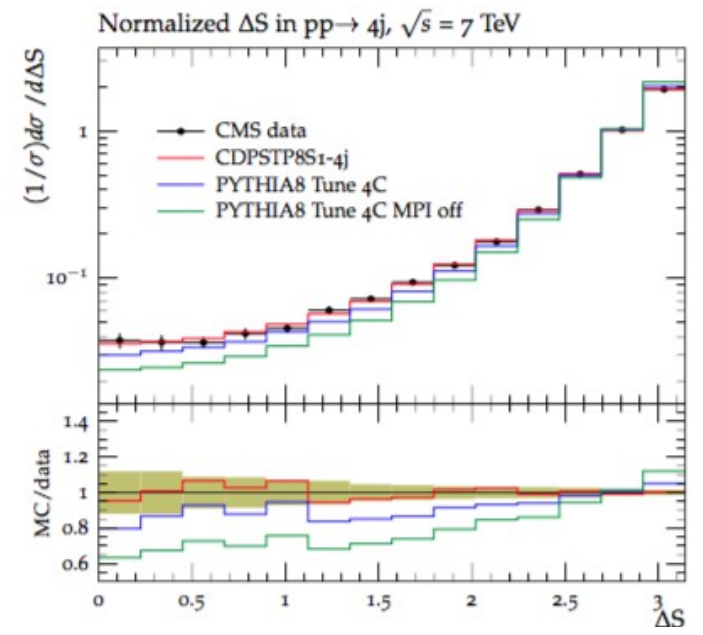 Normalized ΔS in pp→ 4j, √s = 7 TeV
(1/σ)dσ/dΔS
1
10⁻¹
CMS data
CDPSTP8S1-4j
PYTHIA8 Tune 4C
PYTHIA8 Tune 4C MPI off
MC/data
1.4
1.2
1
0.8
0.6
0 0.5 1 1.5 2 2.5 3
ΔS